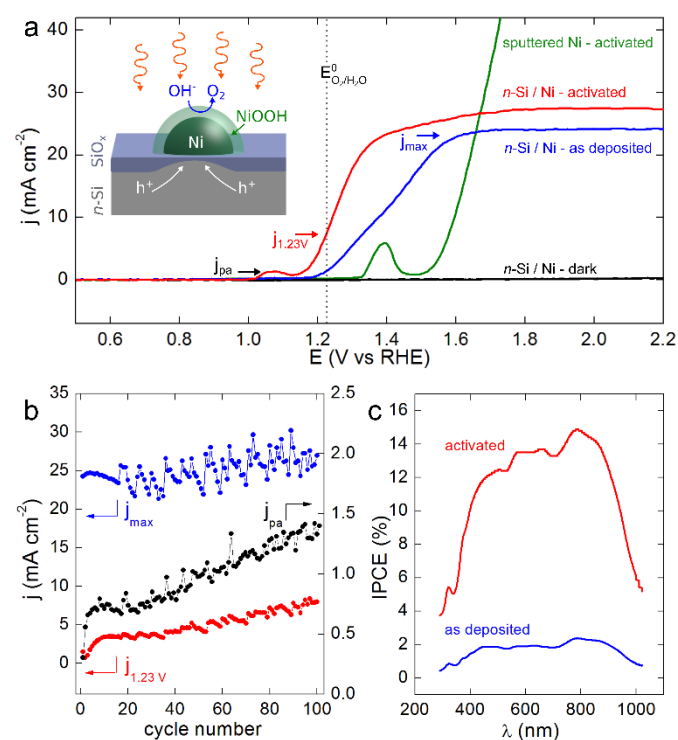 a
40
30
20
10
0
j (mA cm⁻²)
E⁰O₂/H₂O
sputtered Ni - activated
n-Si / Ni - activated
jmax
n-Si / Ni - as deposited
j1.23V
jpa
n-Si / Ni - dark
OH⁻ O₂
NiOOH
Ni
SiOₓ
n-Si
h⁺ h⁺
0.6 0.8 1.0 1.2 1.4 1.6 1.8 2.0 2.2
E (V vs RHE)
b
35
30
25
20
15
10
5
0
j (mA cm⁻²)
2.5
2.0
1.5
1.0
0.5
0.0
jmax
jpa
j1.23 V
0 20 40 60 80 100
cycle number
c
16
14
12
10
8
6
4
2
0
IPCE (%)
activated
as deposited
200 400 600 800 1000
λ (nm)